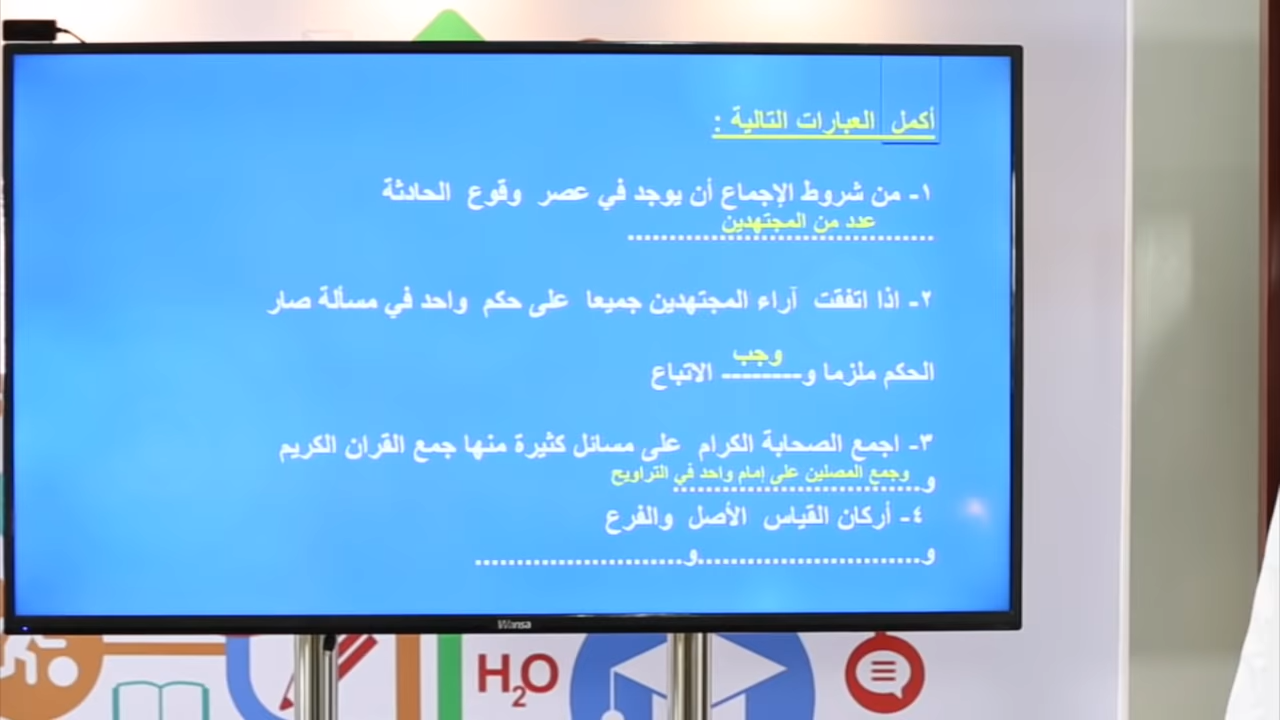 أكمل العبارات التالية :
١- من شروط الإجماع أن يوجد في عصر وقوع الحادثة
عدد من المجتهدين
................................
٢- اذا اتفقت آراء المجتهدين جميعا على حكم واحد في مسألة صار
وجب
الحكم ملزما و-------- الاتباع
٣- اجمع الصحابة الكرام على مسائل كثيرة منها جمع القران الكريم
وجمع المصلين على إمام واحد في التراويح
و..........................
٤- أركان القياس الأصل والفرع
و........................و......................
Wansa
H2O